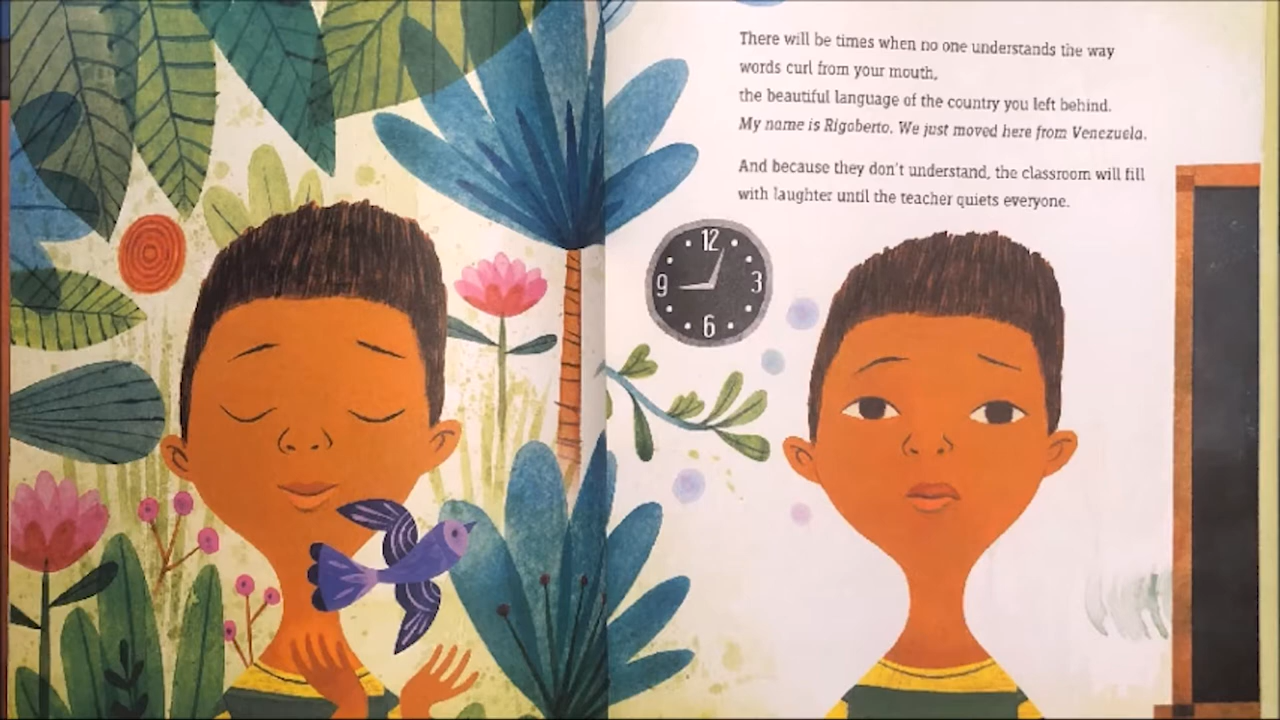 There will be times when no one understands the way
words curl from your mouth,
the beautiful language of the country you left behind.
My name is Rigoberto. We just moved here from Venezuela.
And because they don't understand, the classroom will fill
with laughter until the teacher quiets everyone.
12
9 3
6